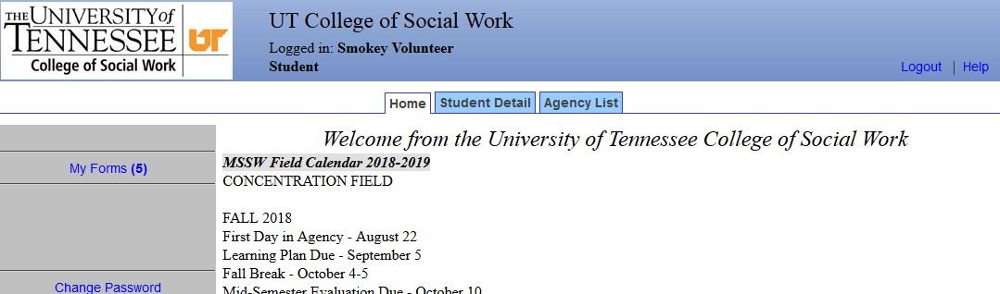 THE UNIVERSITY of
TENNESSEE
College of Social Work
UT College of Social Work
Logged in: Smokey Volunteer
Student
Logout | Help
Home Student Detail Agency List
Welcome from the University of Tennessee College of Social Work
My Forms (5)
Change Password
MSSW Field Calendar 2018-2019
CONCENTRATION FIELD
FALL 2018
First Day in Agency - August 22
Learning Plan Due - September 5
Fall Break - October 4-5
Mid-Semester Evaluation Due - October 10